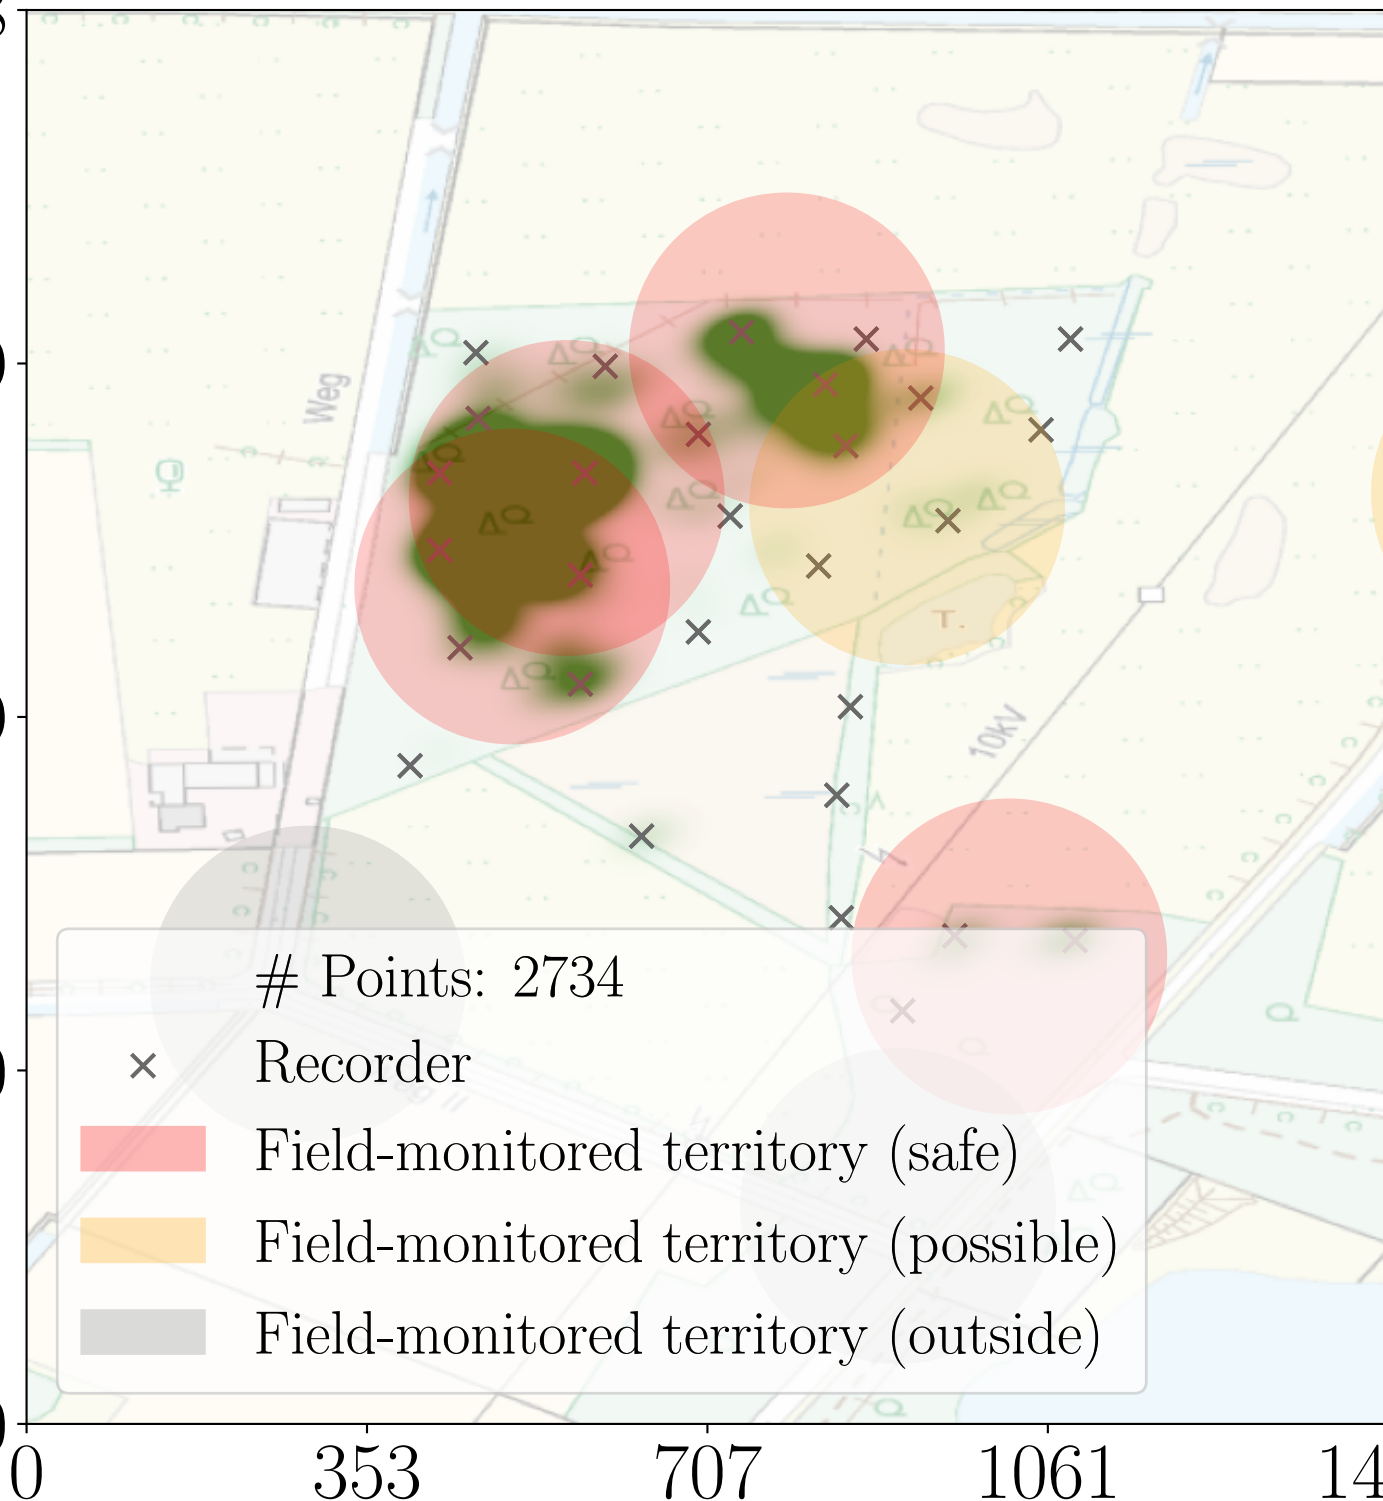 Weg
T.
10kV
# Points: 2734
Recorder
Field-monitored territory (safe)
Field-monitored territory (possible)
Field-monitored territory (outside)
0
353
707
1061